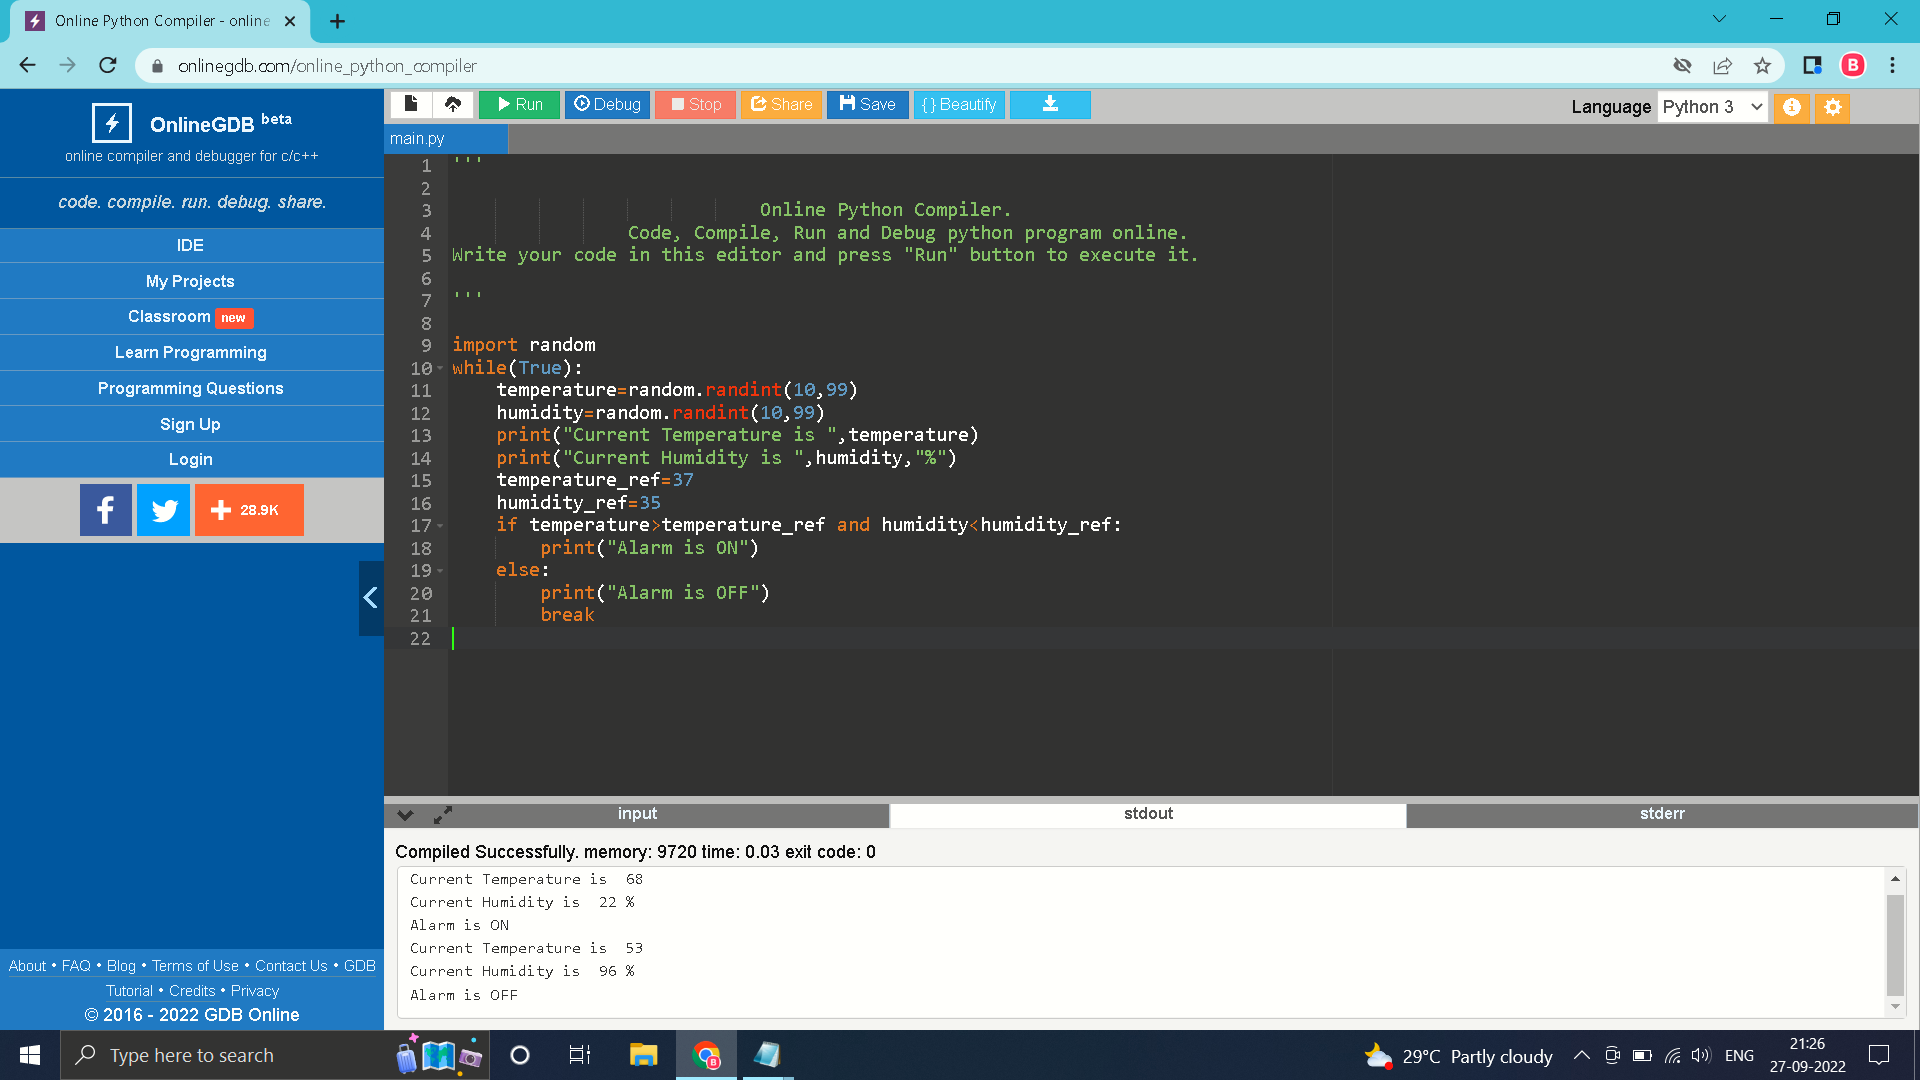 Online Python Compiler - online
onlinegdb.com/online_python_compiler
B
OnlineGDB beta
online compiler and debugger for c/c++
code. compile. run. debug. share.
IDE
My Projects
Classroom new
Learn Programming
Programming Questions
Sign Up
Login
f + 28.9K
About • FAQ • Blog • Terms of Use • Contact Us • GDB
Tutorial • Credits • Privacy
© 2016 - 2022 GDB Online
Run Debug Stop Share Save {} Beautify
Language Python 3
main.py
1 '''
2
3 Online Python Compiler.
4 Code, Compile, Run and Debug python program online.
5 Write your code in this editor and press "Run" button to execute it.
6
7 '''
8
9 import random
10 while(True):
11 temperature=random.randint(10,99)
12 humidity=random.randint(10,99)
13 print("Current Temperature is ",temperature)
14 print("Current Humidity is ",humidity,"%")
15 temperature_ref=37
16 humidity_ref=35
17 if temperature>temperature_ref and humidity<humidity_ref:
18 print("Alarm is ON")
19 else:
20 print("Alarm is OFF")
21 break
22
input stdout stderr
Compiled Successfully. memory: 9720 time: 0.03 exit code: 0
Current Temperature is  68
Current Humidity is  22 %
Alarm is ON
Current Temperature is  53
Current Humidity is  96 %
Alarm is OFF
Type here to search
29°C Partly cloudy
ENG
21:26
27-09-2022